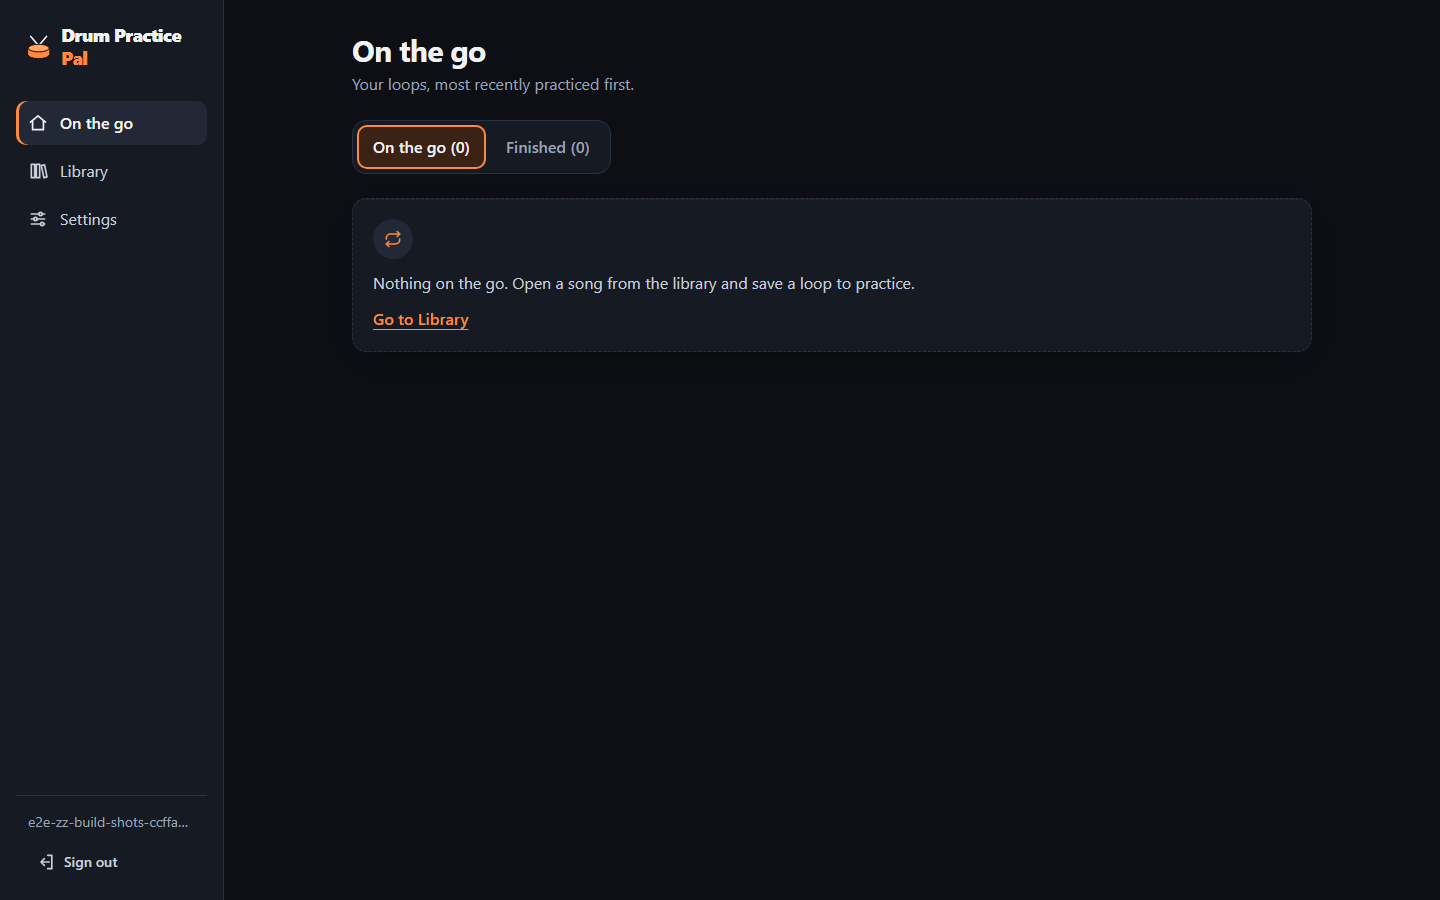 Drum Practice
Pal
On the go
Library
Settings
e2e-zz-build-shots-ccffa...
Sign out
On the go
Your loops, most recently practiced first.
On the go (0)
Finished (0)
Nothing on the go. Open a song from the library and save a loop to practice.
Go to Library